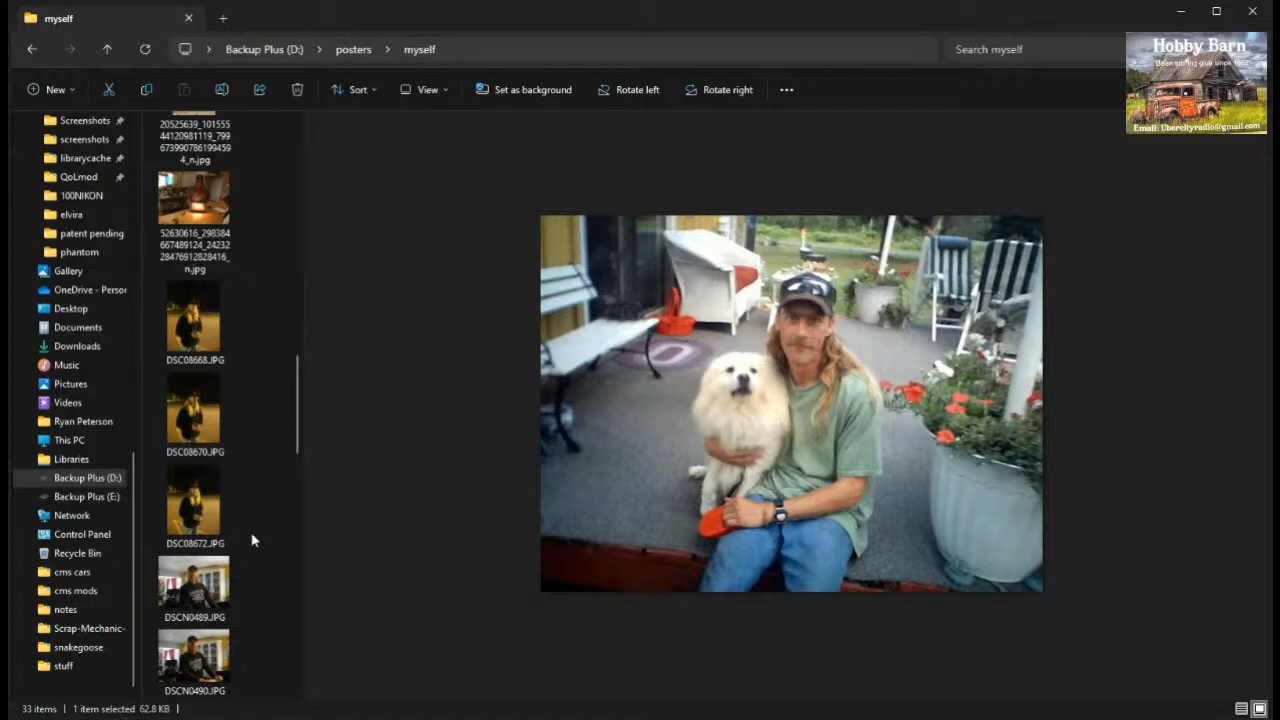 myself
Backup Plus (D:) > posters > myself
Search myself
Hobby Barn
Email: Ubercityradio@gmail.com
New
Sort
View
Set as background
Rotate left
Rotate right
Screenshots
screenshots
librarycache
QoLmod
100NIKON
elvira
patent pending
phantom
Gallery
OneDrive - Person
Desktop
Documents
Downloads
Music
Pictures
Videos
Ryan Peterson
This PC
Libraries
Backup Plus (D:)
Backup Plus (E:)
Network
Control Panel
Recycle Bin
cms cars
cms mods
notes
Scrap-Mechanic-
snakegoose
stuff
20525639_101555
44120981119_799
673990786199459
4_n.jpg
52630616_298384
667489124_24232
28476912828416_
n.jpg
DSC08668.JPG
DSC08670.JPG
DSC08672.JPG
DSCN0489.JPG
DSCN0490.JPG
33 items
1 item selected 62.8 KB